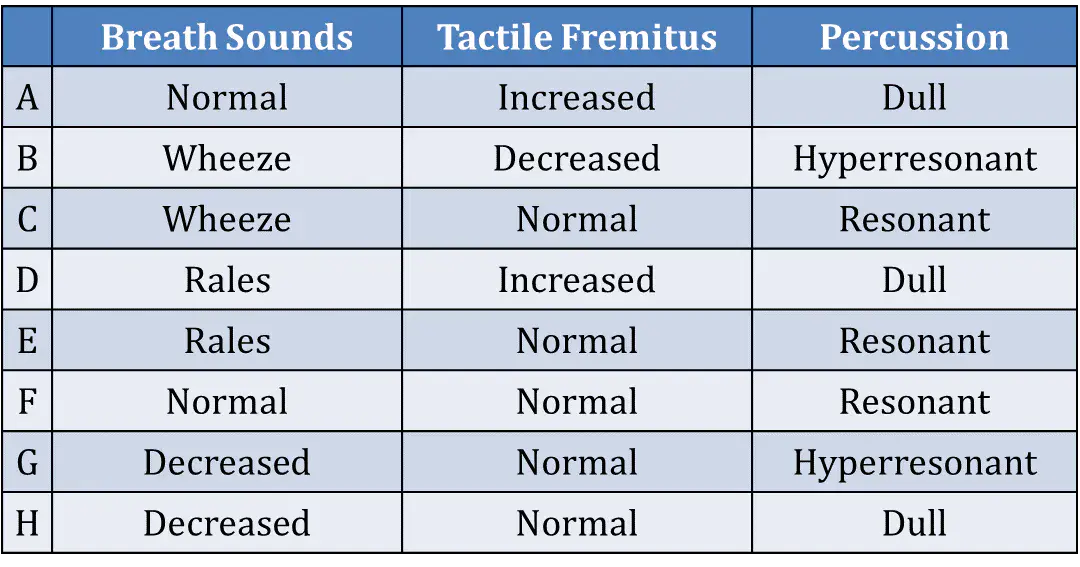 Breath Sounds Tactile Fremitus Percussion
A Normal Increased Dull
B Wheeze Decreased Hyperresonant
C Wheeze Normal Resonant
D Rales Increased Dull
E Rales Normal Resonant
F Normal Normal Resonant
G Decreased Normal Hyperresonant
H Decreased Normal Dull